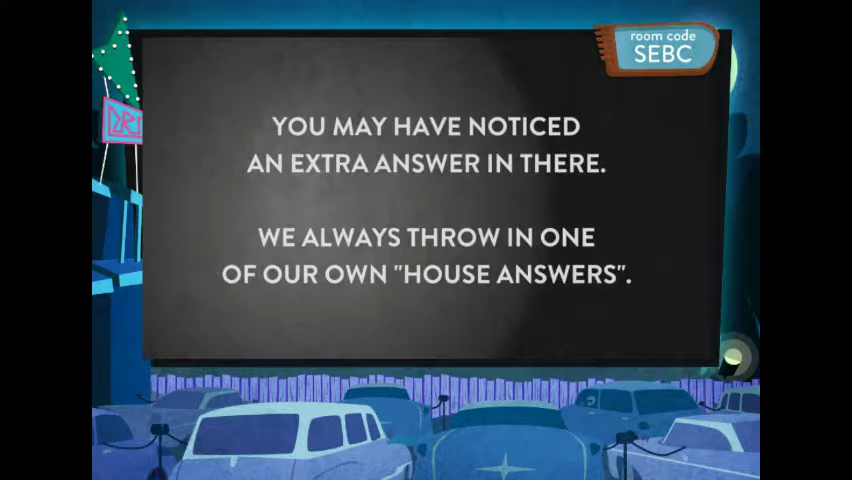 room code
SEBC
YOU MAY HAVE NOTICED
AN EXTRA ANSWER IN THERE.
WE ALWAYS THROW IN ONE
OF OUR OWN "HOUSE ANSWERS".